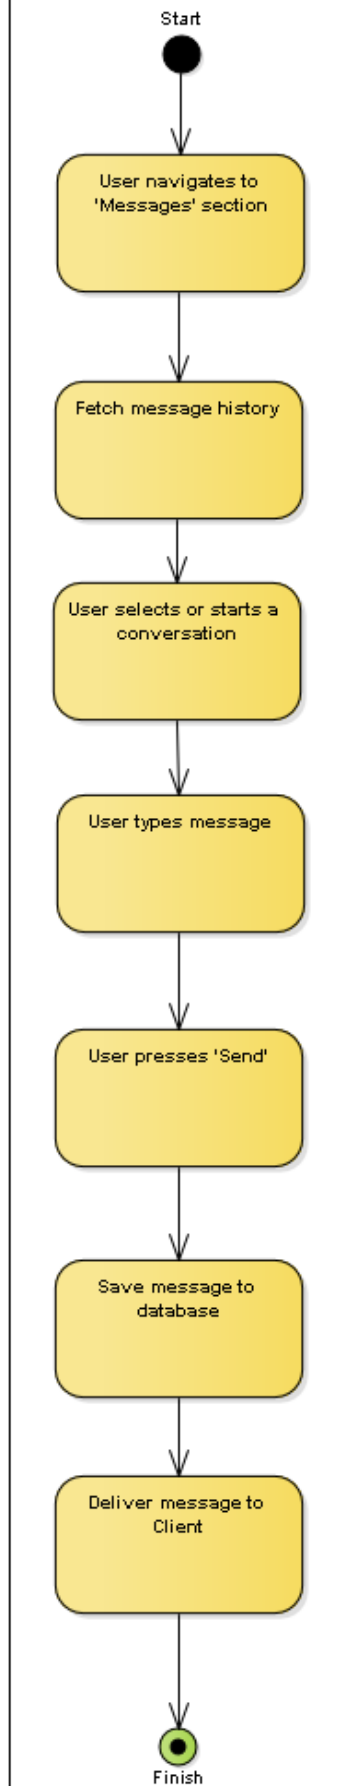 Start
User navigates to
'Messages' section
Fetch message history
User selects or starts a
conversation
User types message
User presses 'Send'
Save message to
database
Deliver message to
Client
Finish